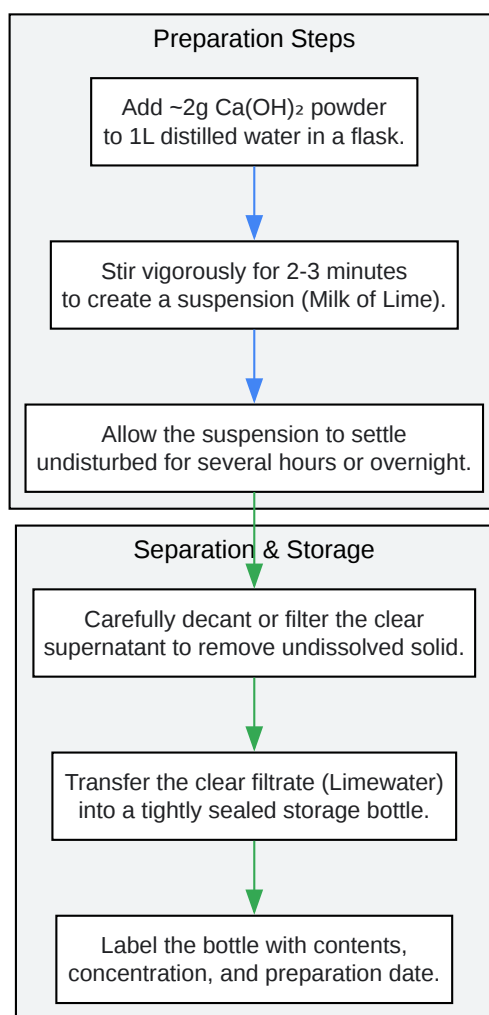 Preparation Steps
Add ~2g Ca(OH)₂ powder
to 1L distilled water in a flask.
Stir vigorously for 2-3 minutes
to create a suspension (Milk of Lime).
Allow the suspension to settle
undisturbed for several hours or overnight.
Separation & Storage
Carefully decant or filter the clear
supernatant to remove undissolved solid.
Transfer the clear filtrate (Limewater)
into a tightly sealed storage bottle.
Label the bottle with contents,
concentration, and preparation date.